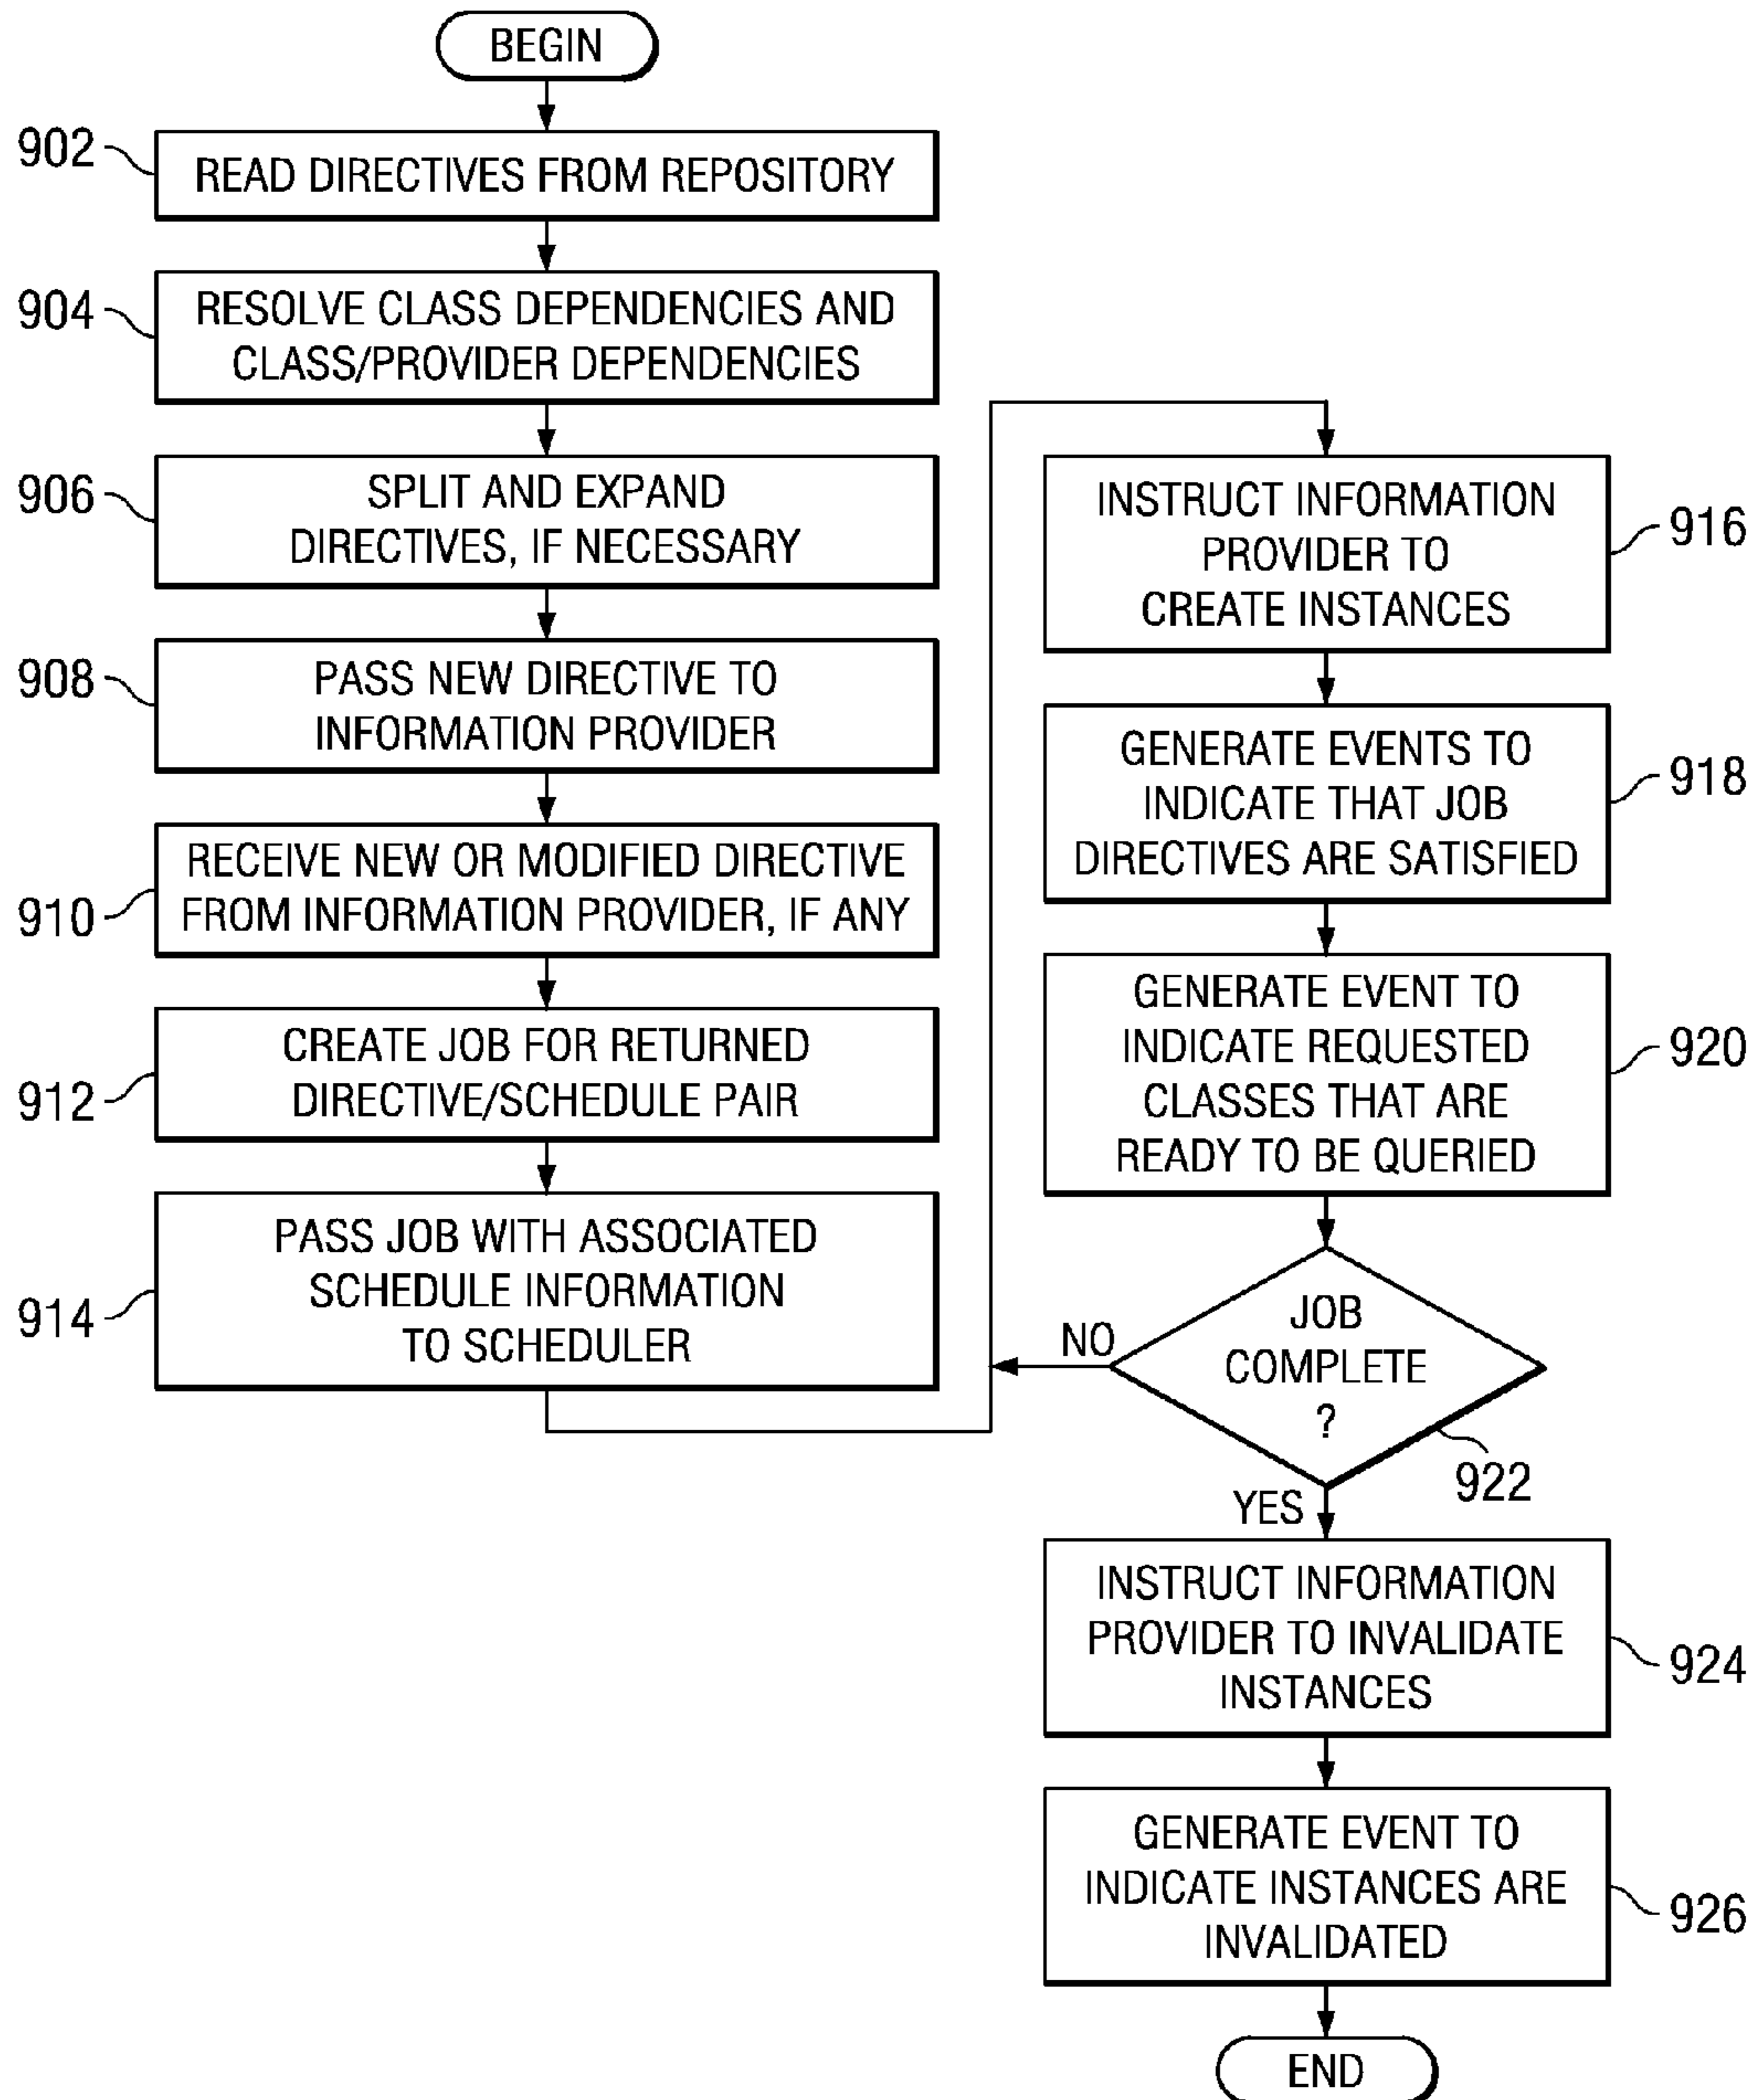 BEGIN
902
READ DIRECTIVES FROM REPOSITORY
904
RESOLVE CLASS DEPENDENCIES AND
CLASS/PROVIDER DEPENDENCIES
906
SPLIT AND EXPAND
DIRECTIVES, IF NECESSARY
908
PASS NEW DIRECTIVE TO
INFORMATION PROVIDER
910
RECEIVE NEW OR MODIFIED DIRECTIVE
FROM INFORMATION PROVIDER, IF ANY
912
CREATE JOB FOR RETURNED
DIRECTIVE/SCHEDULE PAIR
914
PASS JOB WITH ASSOCIATED
SCHEDULE INFORMATION
TO SCHEDULER
INSTRUCT INFORMATION
PROVIDER TO
CREATE INSTANCES
916
GENERATE EVENTS TO
INDICATE THAT JOB
DIRECTIVES ARE SATISFIED
918
GENERATE EVENT TO
INDICATE REQUESTED
CLASSES THAT ARE
READY TO BE QUERIED
920
JOB
COMPLETE
?
NO
922
YES
INSTRUCT INFORMATION
PROVIDER TO INVALIDATE
INSTANCES
924
GENERATE EVENT TO
INDICATE INSTANCES ARE
INVALIDATED
926
END